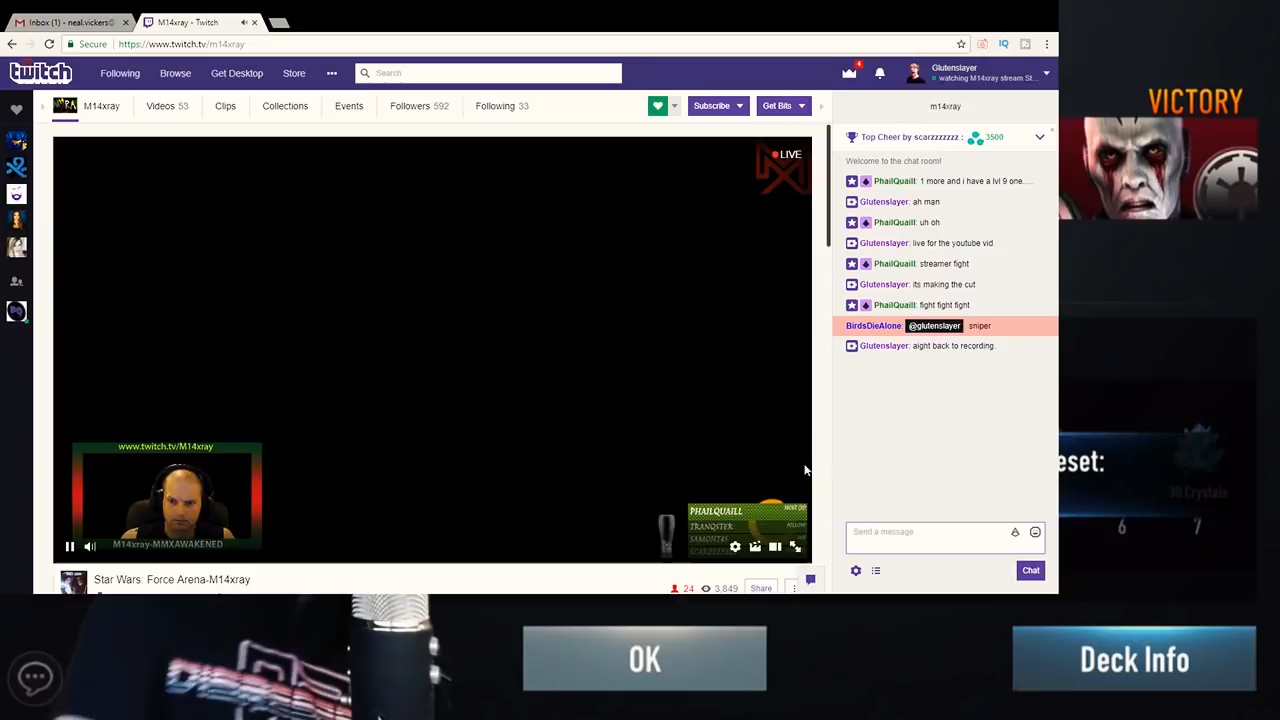 Inbox (1) - neal.vickers@
M14xray - Twitch
Secure
https://www.twitch.tv/m14xray
twitch
Following
Browse
Get Desktop
Store
Search
4
Glutenslayer
watching M14xray stream St...
M14xray
Videos 53
Clips
Collections
Events
Followers 592
Following 33
Subscribe
Get Bits
m14xray
VICTORY
Top Cheer by scarzzzzzzz :
3500
LIVE
Welcome to the chat room!
PhailQuaill: 1 more and i have a lvl 9 one.....
Glutenslayer: ah man
PhailQuaill: uh oh
Glutenslayer: live for the youtube vid
PhailQuaill: streamer fight
Glutenslayer: its making the cut
PhailQuaill: fight fight fight
BirdsDieAlone: @glutenslayer sniper
Glutenslayer: aight back to recording.
www.twitch.tv/M14xray
M14xray-MMXAWAKENED
PHAILQUAILL
TRANQSTER
SAMOHT45
eset:
30 Crystals
6
7
Send a message
Chat
Star Wars: Force Arena-M14xray
24
3,849
Share
OK
Deck Info